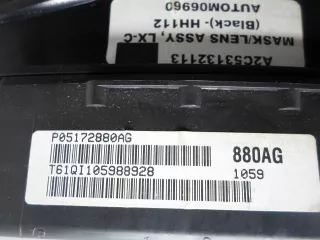 A2C53132113
MASK/LENS ASSY, LX-C
(Black)- HH112
AUTOM06960
P05172880AG
880AG
T61QI105988928
1059